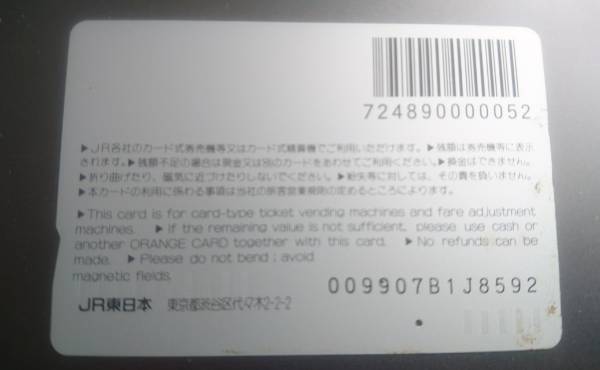 724890000052
▶JR各社のカード式券売機等又はカード式精算機でご利用いただけます。▶残額は券売機等に表示
されます。▶残額不足の場合は現金又は別のカードをあわせてご利用ください。▶換金はできません。
▶折り曲げたり、磁気に近づけたりしないでください。▶紛失等に対しては、その責を負いません。
▶本カードの利用に係わる事項は当社の旅客営業規則の定めるところによります。
▶This card is for card-type ticket vending machines and fare adjustment
machines. ▶ If the remaining value is not sufficient, please use cash or
another ORANGE CARD together with this card. ▶ No refunds can be
made. ▶ Please do not bend; avoid
magnetic fields.
009907B1J8592
JR東日本 東京都渋谷区代々木2-2-2